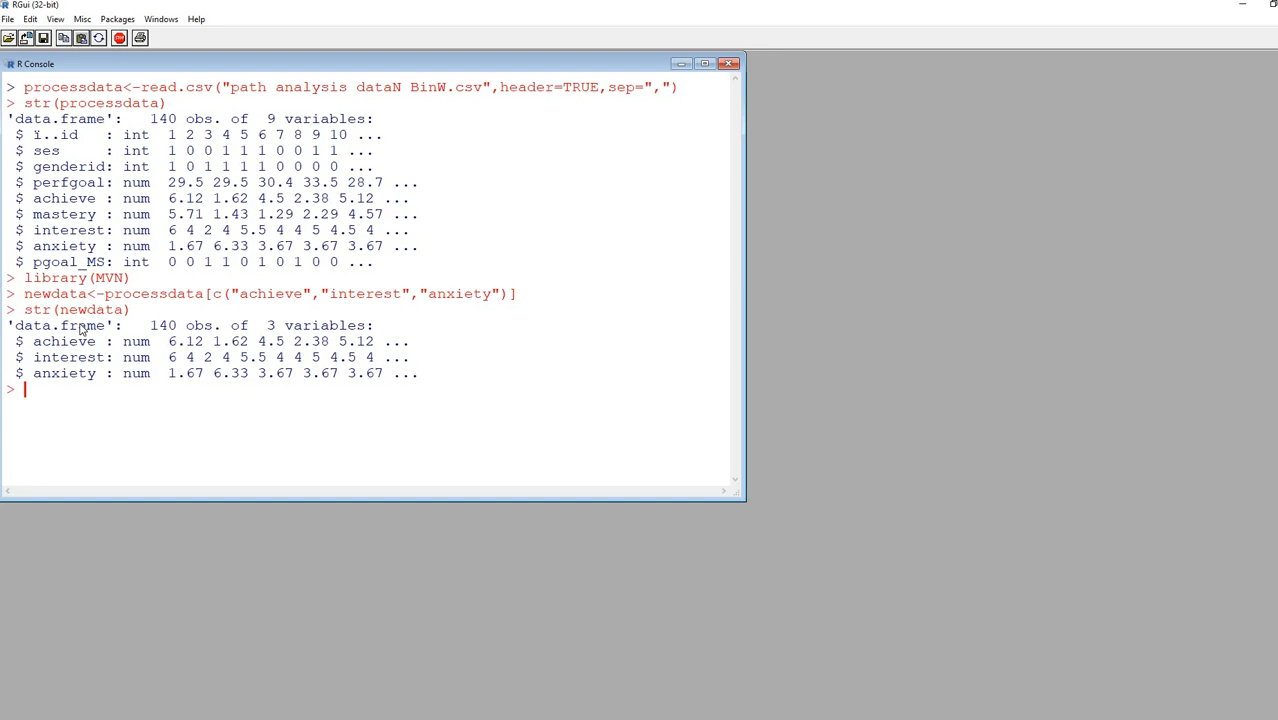 RGui (32-bit)
File Edit View Misc Packages Windows Help
STOP
R Console
> processdata<-read.csv("path analysis dataN BinW.csv",header=TRUE,sep=",")
> str(processdata)
'data.frame':   140 obs. of  9 variables:
 $ ï..id   : int  1 2 3 4 5 6 7 8 9 10 ...
 $ ses     : int  1 0 0 1 1 1 0 0 1 1 ...
 $ genderid: int  1 0 1 1 1 1 0 0 0 0 ...
 $ perfgoal: num  29.5 29.5 30.4 33.5 28.7 ...
 $ achieve : num  6.12 1.62 4.5 2.38 5.12 ...
 $ mastery : num  5.71 1.43 1.29 2.29 4.57 ...
 $ interest: num  6 4 2 4 5.5 4 4 5 4.5 4 ...
 $ anxiety : num  1.67 6.33 3.67 3.67 3.67 ...
 $ pgoal_MS: int  0 0 1 1 0 1 0 1 0 0 ...
> library(MVN)
> newdata<-processdata[c("achieve","interest","anxiety")]
> str(newdata)
'data.frame':   140 obs. of  3 variables:
 $ achieve : num  6.12 1.62 4.5 2.38 5.12 ...
 $ interest: num  6 4 2 4 5.5 4 4 5 4.5 4 ...
 $ anxiety : num  1.67 6.33 3.67 3.67 3.67 ...
>